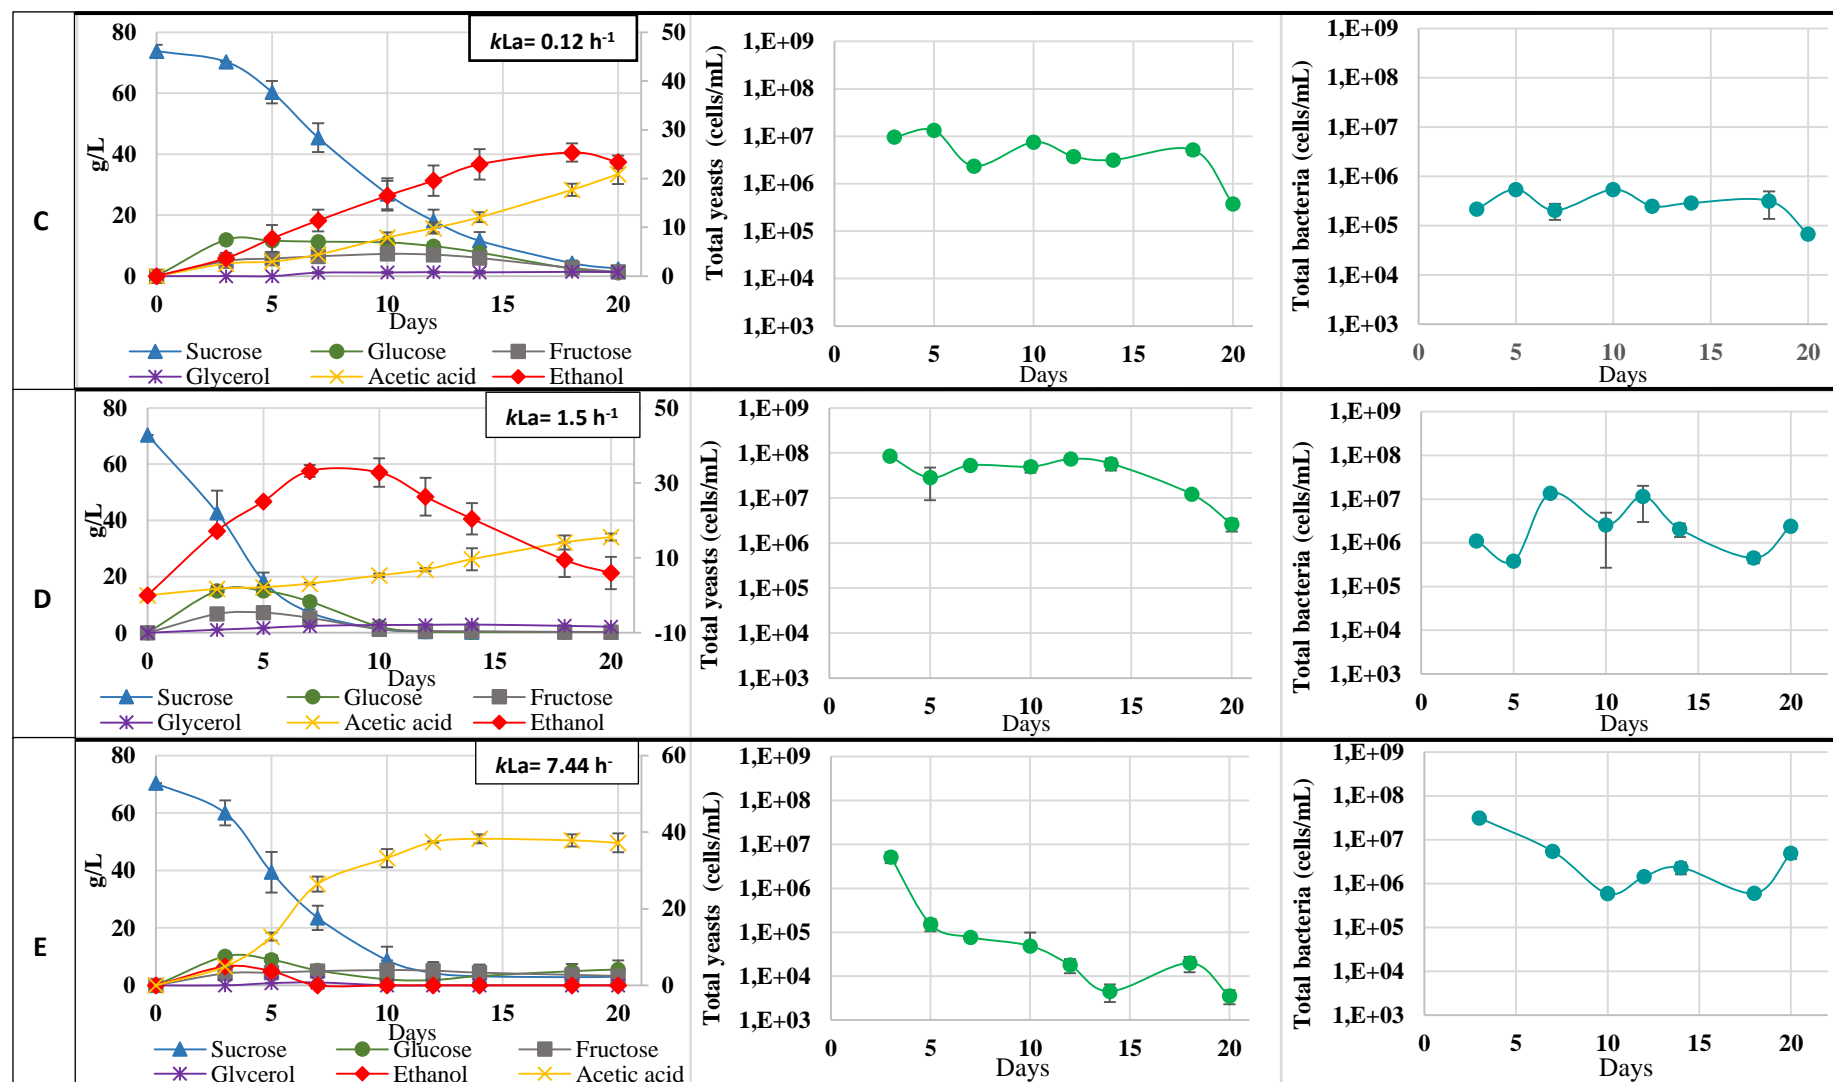 C
kLa= 0.12 h-1
g/L
80
60
40
20
0
50
40
30
20
10
0
0 5 10 15 20
Days
Sucrose Glucose Fructose
Glycerol Acetic acid Ethanol
Total yeasts (cells/mL)
1,E+09
1,E+08
1,E+07
1,E+06
1,E+05
1,E+04
1,E+03
0 5 10 15 20
Days
Total bacteria (cells/mL)
1,E+09
1,E+08
1,E+07
1,E+06
1,E+05
1,E+04
1,E+03
0 5 10 15 20
Days
D
kLa= 1.5 h-1
g/L
80
60
40
20
0
50
30
10
-10
0 5 10 15 20
Days
Sucrose Glucose Fructose
Glycerol Acetic acid Ethanol
Total yeasts (cells/mL)
1,E+09
1,E+08
1,E+07
1,E+06
1,E+05
1,E+04
1,E+03
0 5 10 15 20
Days
Total bacteria (cells/mL)
1,E+09
1,E+08
1,E+07
1,E+06
1,E+05
1,E+04
1,E+03
0 5 10 15 20
Days
E
kLa= 7.44 h-
g/L
80
60
40
20
0
60
40
20
0
0 5 10 15 20
Days
Sucrose Glucose Fructose
Glycerol Ethanol Acetic acid
Total yeasts (cells/mL)
1,E+09
1,E+08
1,E+07
1,E+06
1,E+05
1,E+04
1,E+03
0 5 10 15 20
Days
Total bacteria (cells/mL)
1,E+09
1,E+08
1,E+07
1,E+06
1,E+05
1,E+04
1,E+03
0 5 10 15 20
Days